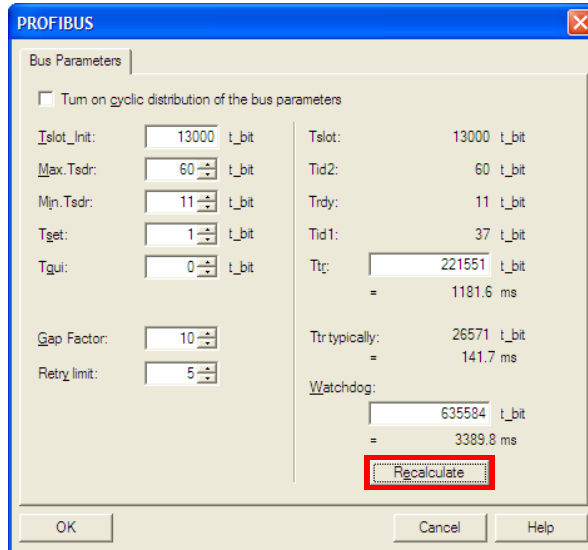 PROFIBUS
Bus Parameters
Turn on cyclic distribution of the bus parameters
Tslot_Init: 13000 t_bit Tslot: 13000 t_bit
Max.Tsdr: 60 t_bit Tid2: 60 t_bit
Min.Tsdr: 11 t_bit Trdy: 11 t_bit
Tset: 1 t_bit Tid1: 37 t_bit
Tqui: 0 t_bit Ttr: 221551 t_bit
= 1181.6 ms
Gap Factor: 10 Ttr typically: 26571 t_bit
= 141.7 ms
Retry limit: 5
Watchdog:
635584 t_bit
= 3389.8 ms
Recalculate
OK Cancel Help